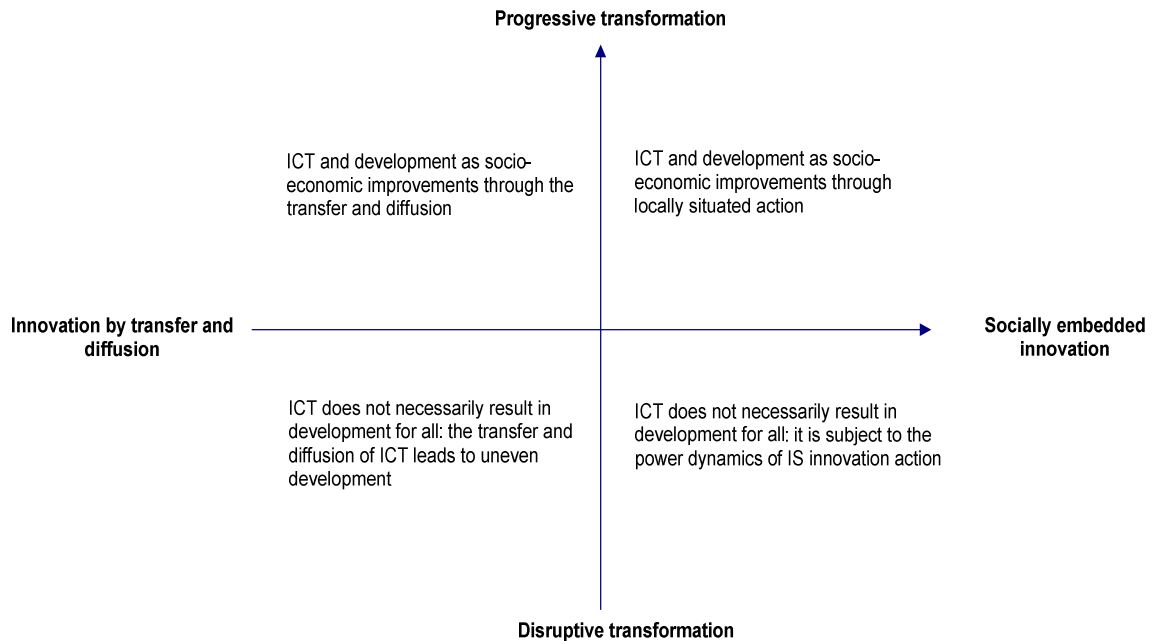 Progressive transformation
ICT and development as socio-
economic improvements through the
transfer and diffusion
ICT and development as socio-
economic improvements through
locally situated action
Innovation by transfer and
diffusion
Socially embedded
innovation
ICT does not necessarily result in
development for all: the transfer and
diffusion of ICT leads to uneven
development
ICT does not necessarily result in
development for all: it is subject to the
power dynamics of IS innovation action
Disruptive transformation